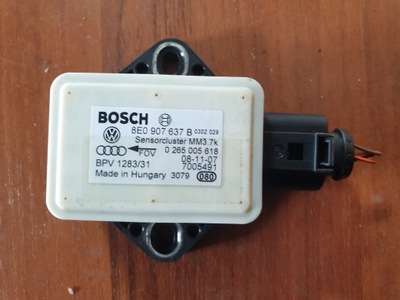 BOSCH
8E0 907 637 B 0302 029
Sensorcluster MM3.7k
FOV 0 265 005 618
08-11-07
BPV 1283/31 7005491
Made in Hungary 3079 080